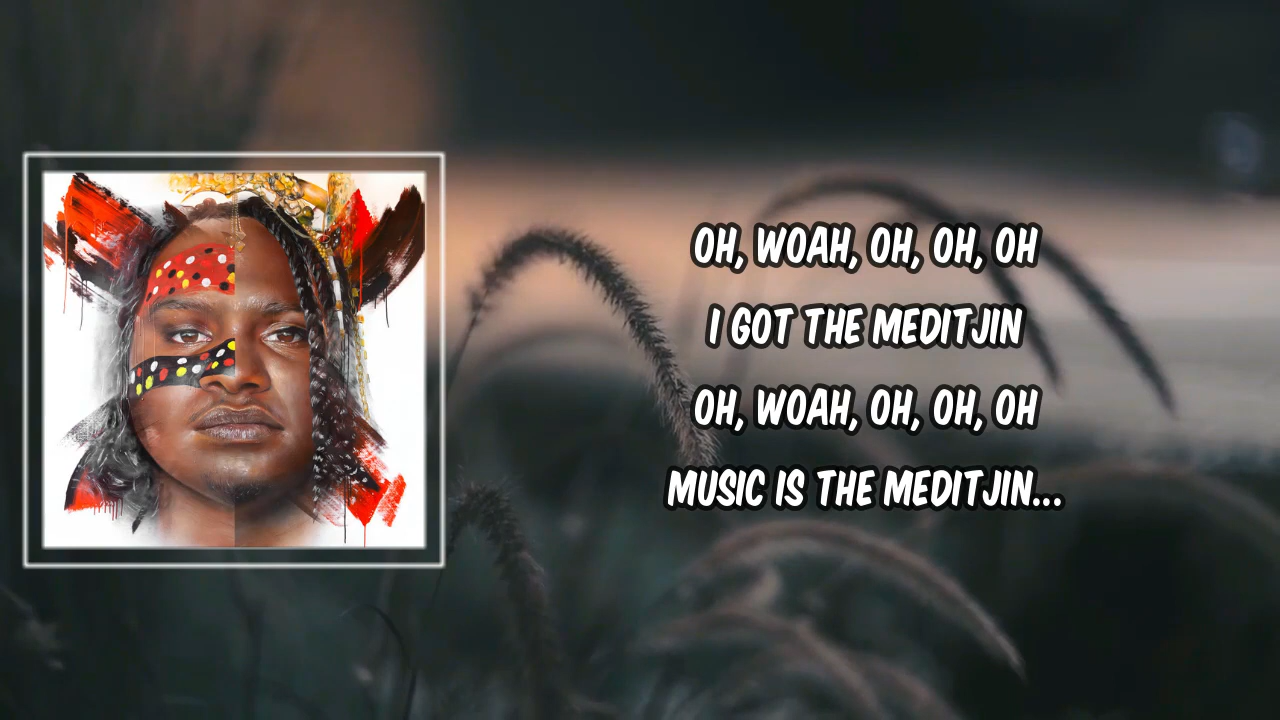 OH, WOAH, OH, OH, OH
I GOT THE MEDITJIN
OH, WOAH, OH, OH, OH
MUSIC IS THE MEDITJIN...